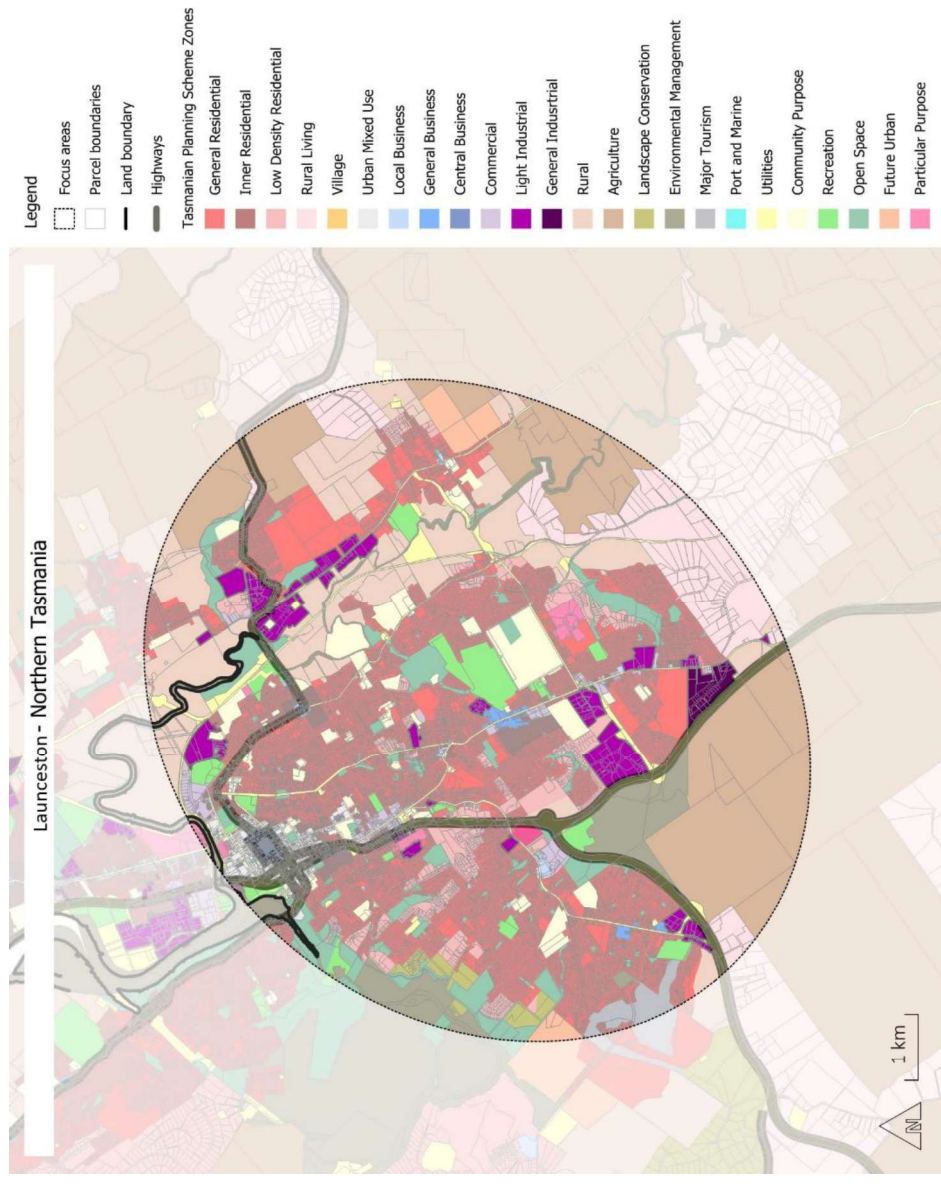 Launceston - Northern Tasmania
Legend
Focus areas
Parcel boundaries
Land boundary
Highways
Tasmanian Planning Scheme Zones
General Residential
Inner Residential
Low Density Residential
Rural Living
Village
Urban Mixed Use
Local Business
General Business
Central Business
Commercial
Light Industrial
General Indusrtrial
Rural
Agriculture
Landscape Conservation
Environmental Management
Major Tourism
Port and Marine
Utilities
Community Purpose
Recreation
Open Space
Future Urban
Particular Purpose
N
1 km